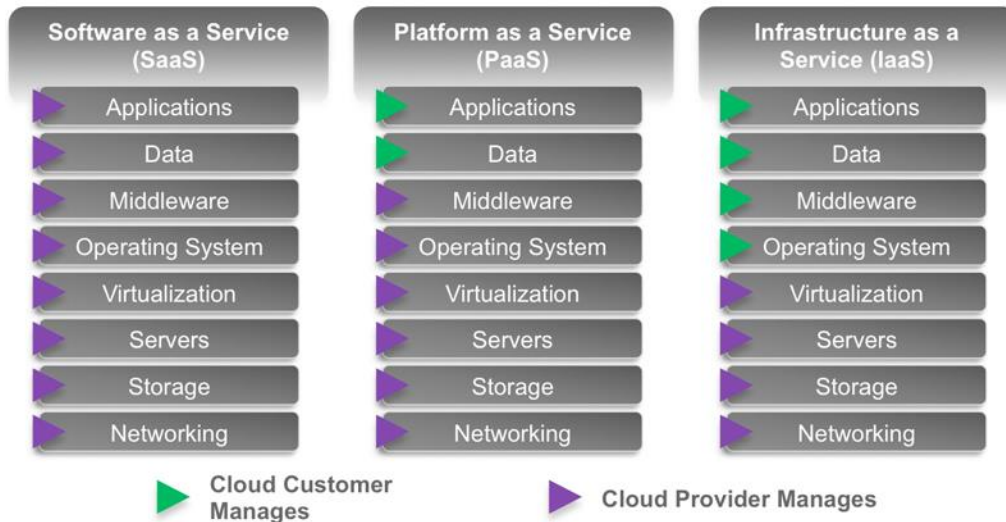 Software as a Service
(SaaS)
Applications
Data
Middleware
Operating System
Virtualization
Servers
Storage
Networking
Platform as a Service
(PaaS)
Applications
Data
Middleware
Operating System
Virtualization
Servers
Storage
Networking
Infrastructure as a
Service (IaaS)
Applications
Data
Middleware
Operating System
Virtualization
Servers
Storage
Networking
Cloud Customer
Manages
Cloud Provider Manages